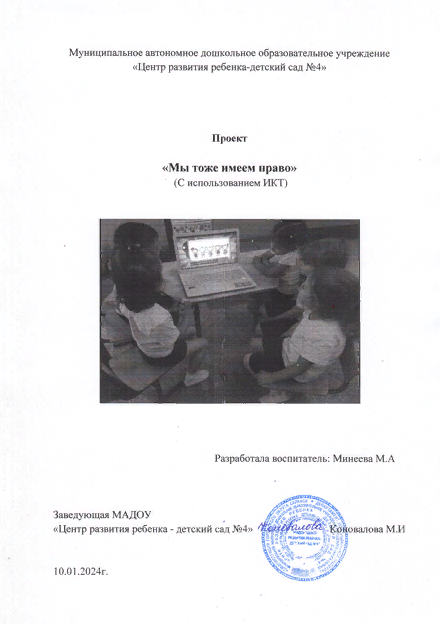 Муниципальное автономное дошкольное образовательное учреждение
«Центр развития ребенка-детский сад №4»
Проект
«Мы тоже имеем право»
(С использованием ИКТ)
Разработала воспитатель: Минеева М.А
Заведующая МАДОУ
«Центр развития ребенка - детский сад №4» Коновалова Коновалова М.И
10.01.2024г.